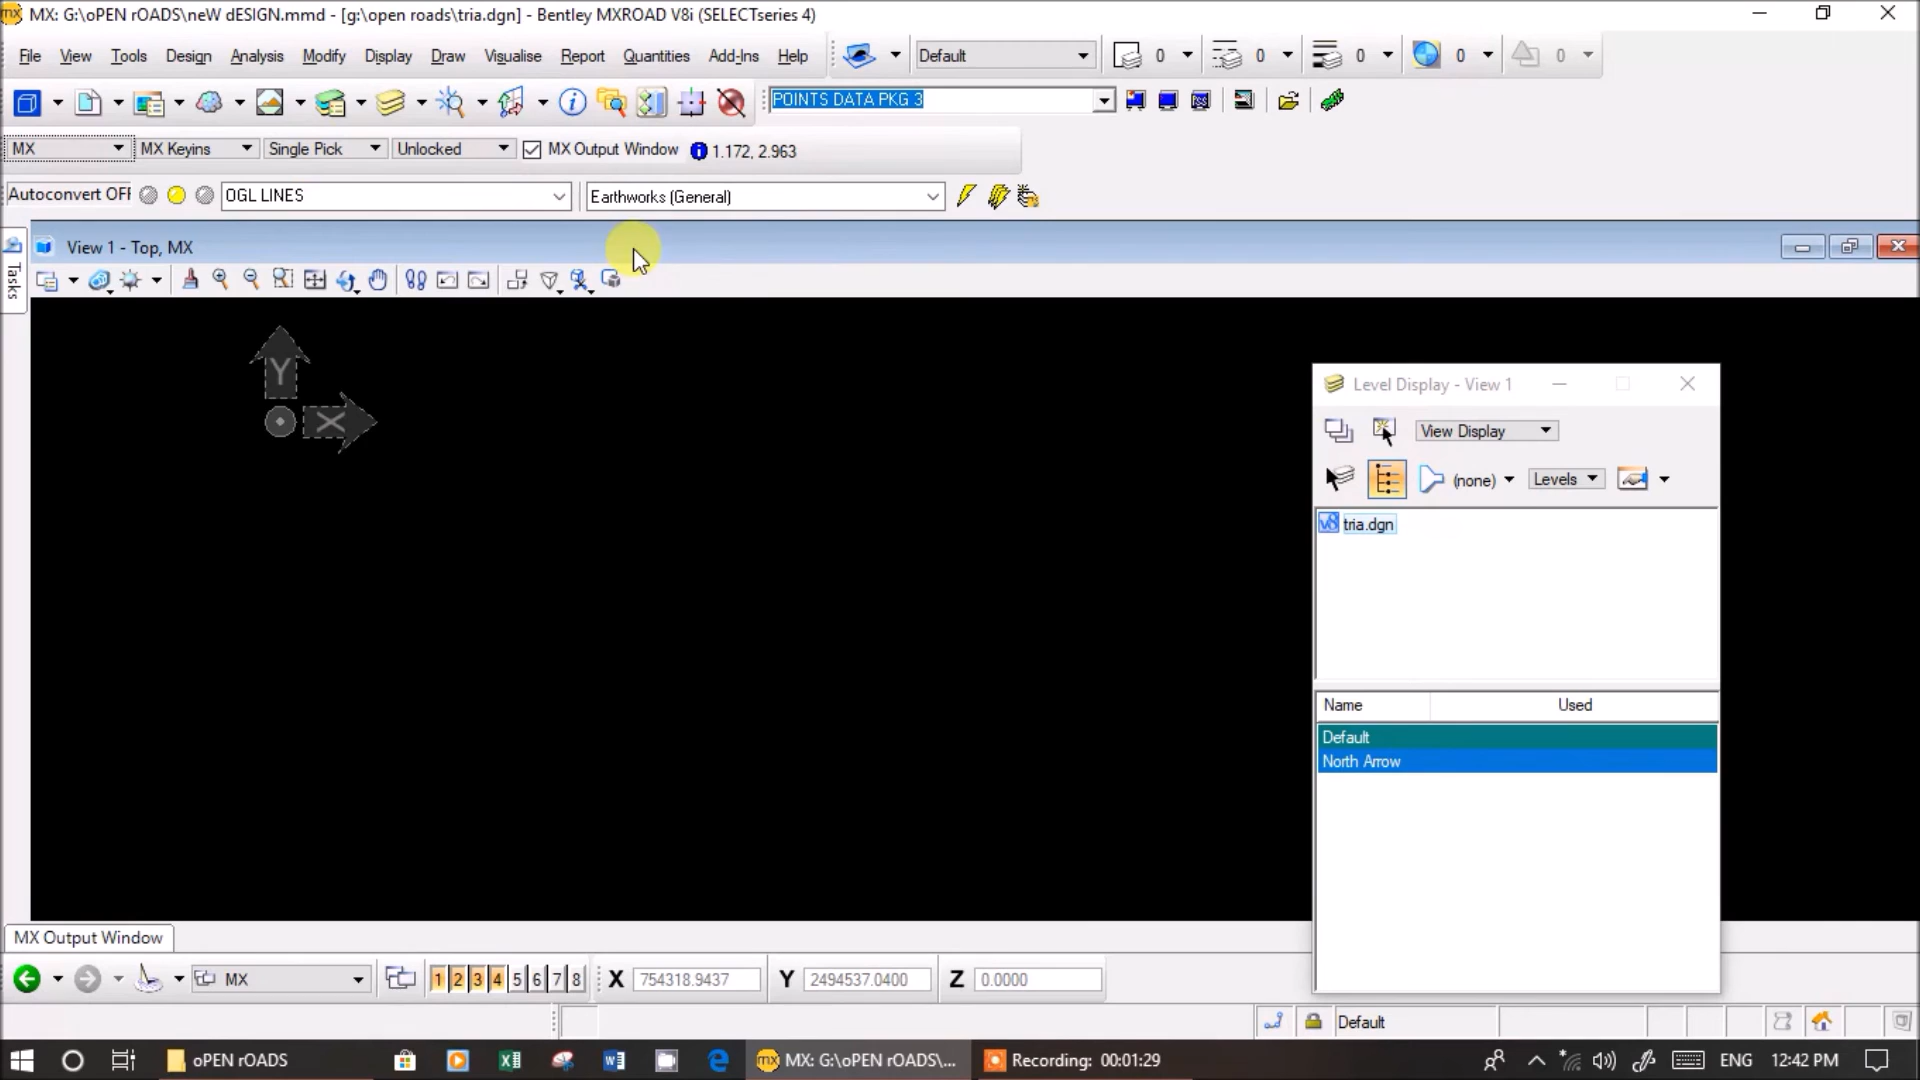 MX: G:\oPEN rOADS\neW dESIGN.mmd - [g:\open roads\tria.dgn] - Bentley MXROAD V8i (SELECTseries 4)
File View Tools Design Analysis Modify Display Draw Visualise Report Quantities Add-Ins Help
Default 0 0 0 0 0
POINTS DATA PKG 3
MX MX Keyins Single Pick Unlocked MX Output Window 1.172, 2.963
Autoconvert OFF OGL LINES Earthworks (General)
View 1 - Top, MX
Tasks
Y
X
Level Display - View 1
View Display
(none) Levels
tria.dgn
Name Used
Default
North Arrow
MX Output Window
MX 1 2 3 4 5 6 7 8 X 754318.9437 Y 2494537.0400 Z 0.0000
Default
oPEN rOADS MX: G:\oPEN rOADS\... Recording: 00:01:29 ENG 12:42 PM